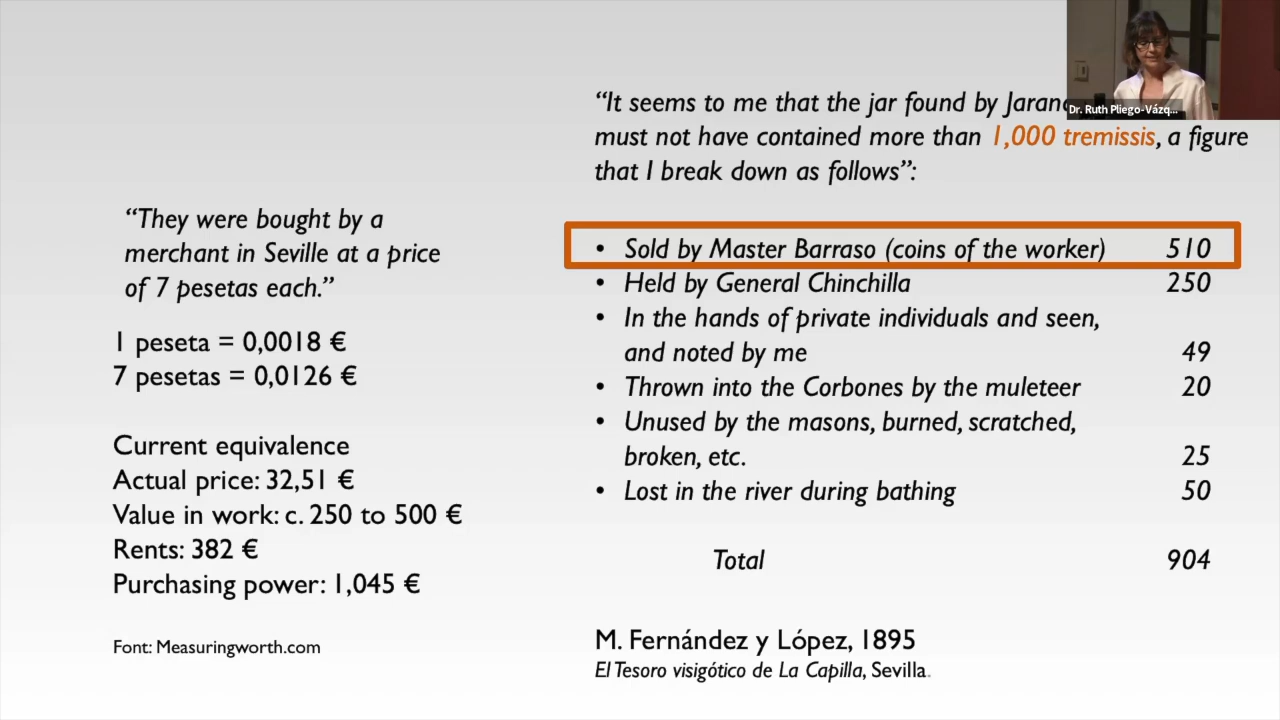 “It seems to me that the jar found by
must not have contained more than 1,000 tremissis, a figure
that I break down as follows”:
“They were bought by a
merchant in Seville at a price
of 7 pesetas each.”
1 peseta = 0,0018 €
7 pesetas = 0,0126 €
Current equivalence
Actual price: 32,51 €
Value in work: c. 250 to 500 €
Rents: 382 €
Purchasing power: 1,045 €
Font: Measuringworth.com
• Sold by Master Barraso (coins of the worker) 510
• Held by General Chinchilla 250
• In the hands of private individuals and seen,
and noted by me 49
• Thrown into the Corbones by the muleteer 20
• Unused by the masons, burned, scratched,
broken, etc. 25
• Lost in the river during bathing 50
Total 904
M. Fernández y López, 1895
El Tesoro visigótico de La Capilla, Sevilla.
Dr. Ruth Pliego-Vázq...